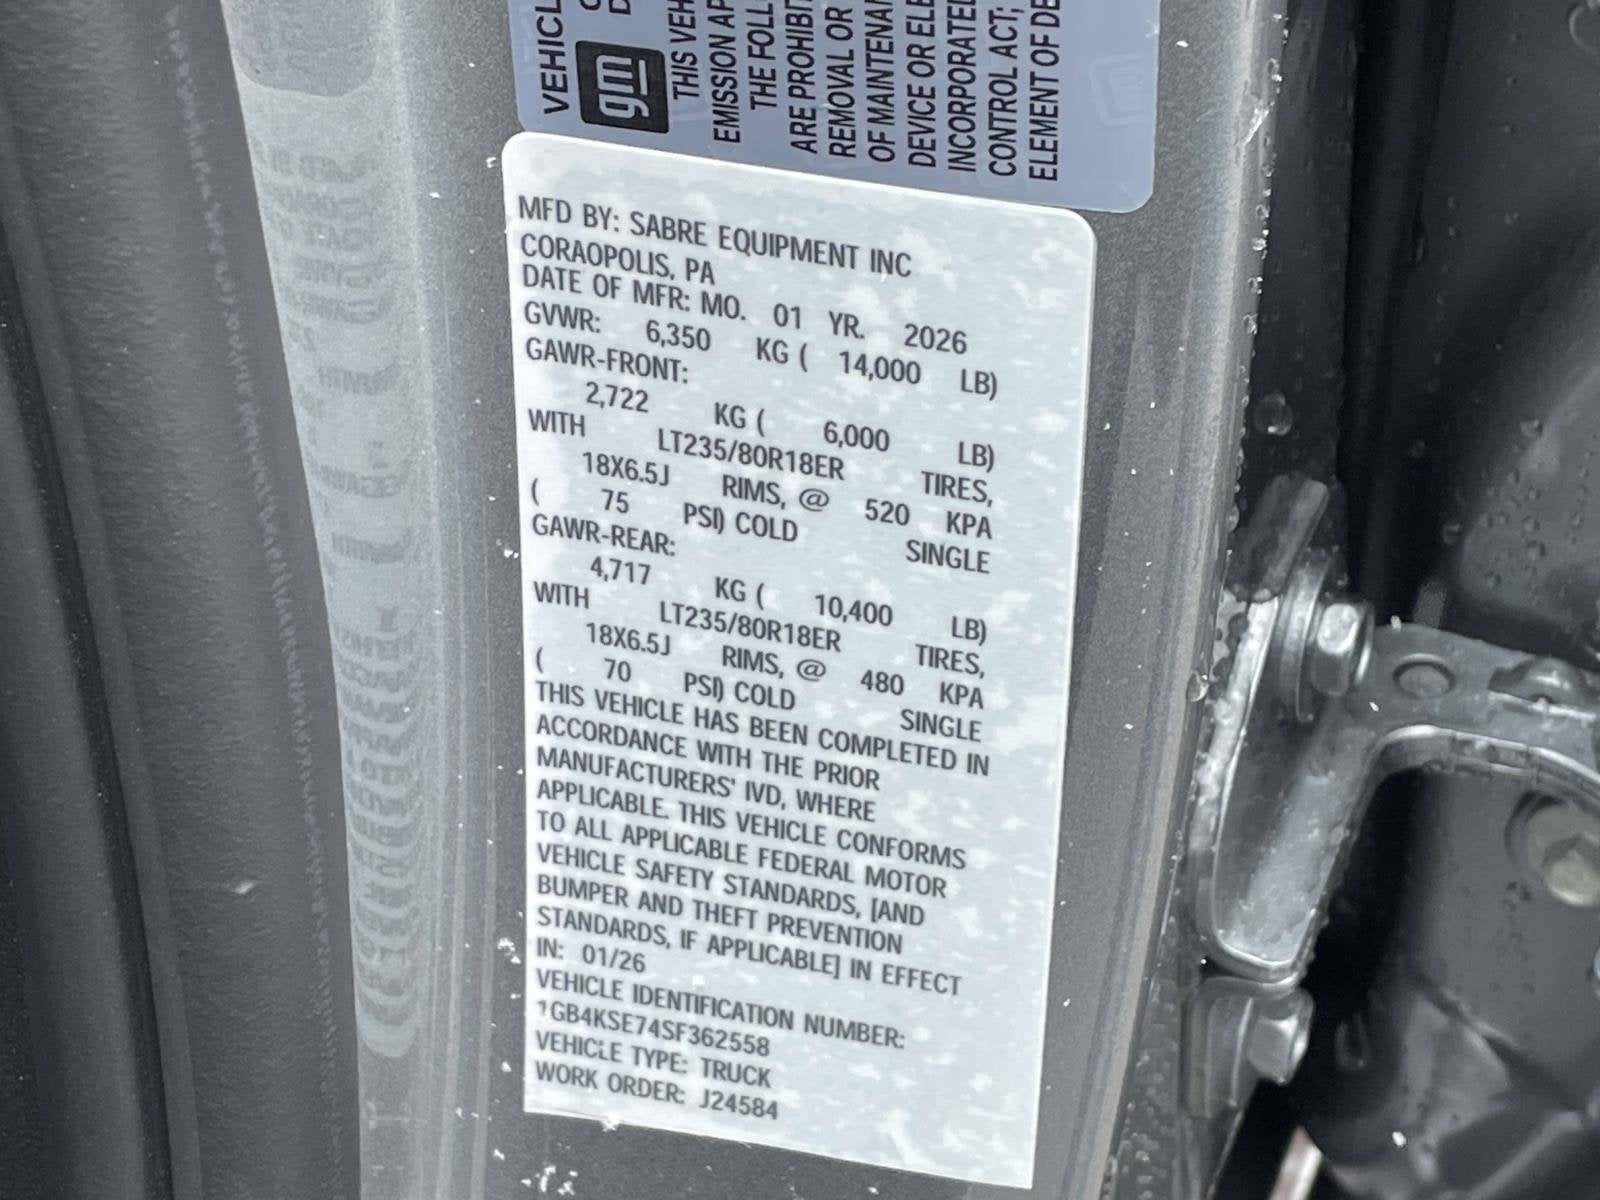 VEHICL
gm
THIS VEH
EMISSION AP
THE FOLL
ARE PROHIBIT
REMOVAL OR
OF MAINTENAN
DEVICE OR ELE
INCORPORATED
CONTROL ACT;
ELEMENT OF DE
MFD BY: SABRE EQUIPMENT INC
CORAOPOLIS, PA
DATE OF MFR: MO. 01 YR. 2026
GVWR: 6,350 KG ( 14,000 LB)
GAWR-FRONT:
2,722 KG ( 6,000 LB)
WITH LT235/80R18ER TIRES,
18X6.5J RIMS, @ 520 KPA
( 75 PSI) COLD SINGLE
GAWR-REAR:
4,717 KG ( 10,400 LB)
WITH LT235/80R18ER TIRES,
18X6.5J RIMS, @ 480 KPA
( 70 PSI) COLD SINGLE
THIS VEHICLE HAS BEEN COMPLETED IN
ACCORDANCE WITH THE PRIOR
MANUFACTURERS' IVD, WHERE
APPLICABLE. THIS VEHICLE CONFORMS
TO ALL APPLICABLE FEDERAL MOTOR
VEHICLE SAFETY STANDARDS, [AND
BUMPER AND THEFT PREVENTION
STANDARDS, IF APPLICABLE] IN EFFECT
IN: 01/26
VEHICLE IDENTIFICATION NUMBER:
1GB4KSE74SF362558
VEHICLE TYPE: TRUCK
WORK ORDER: J24584